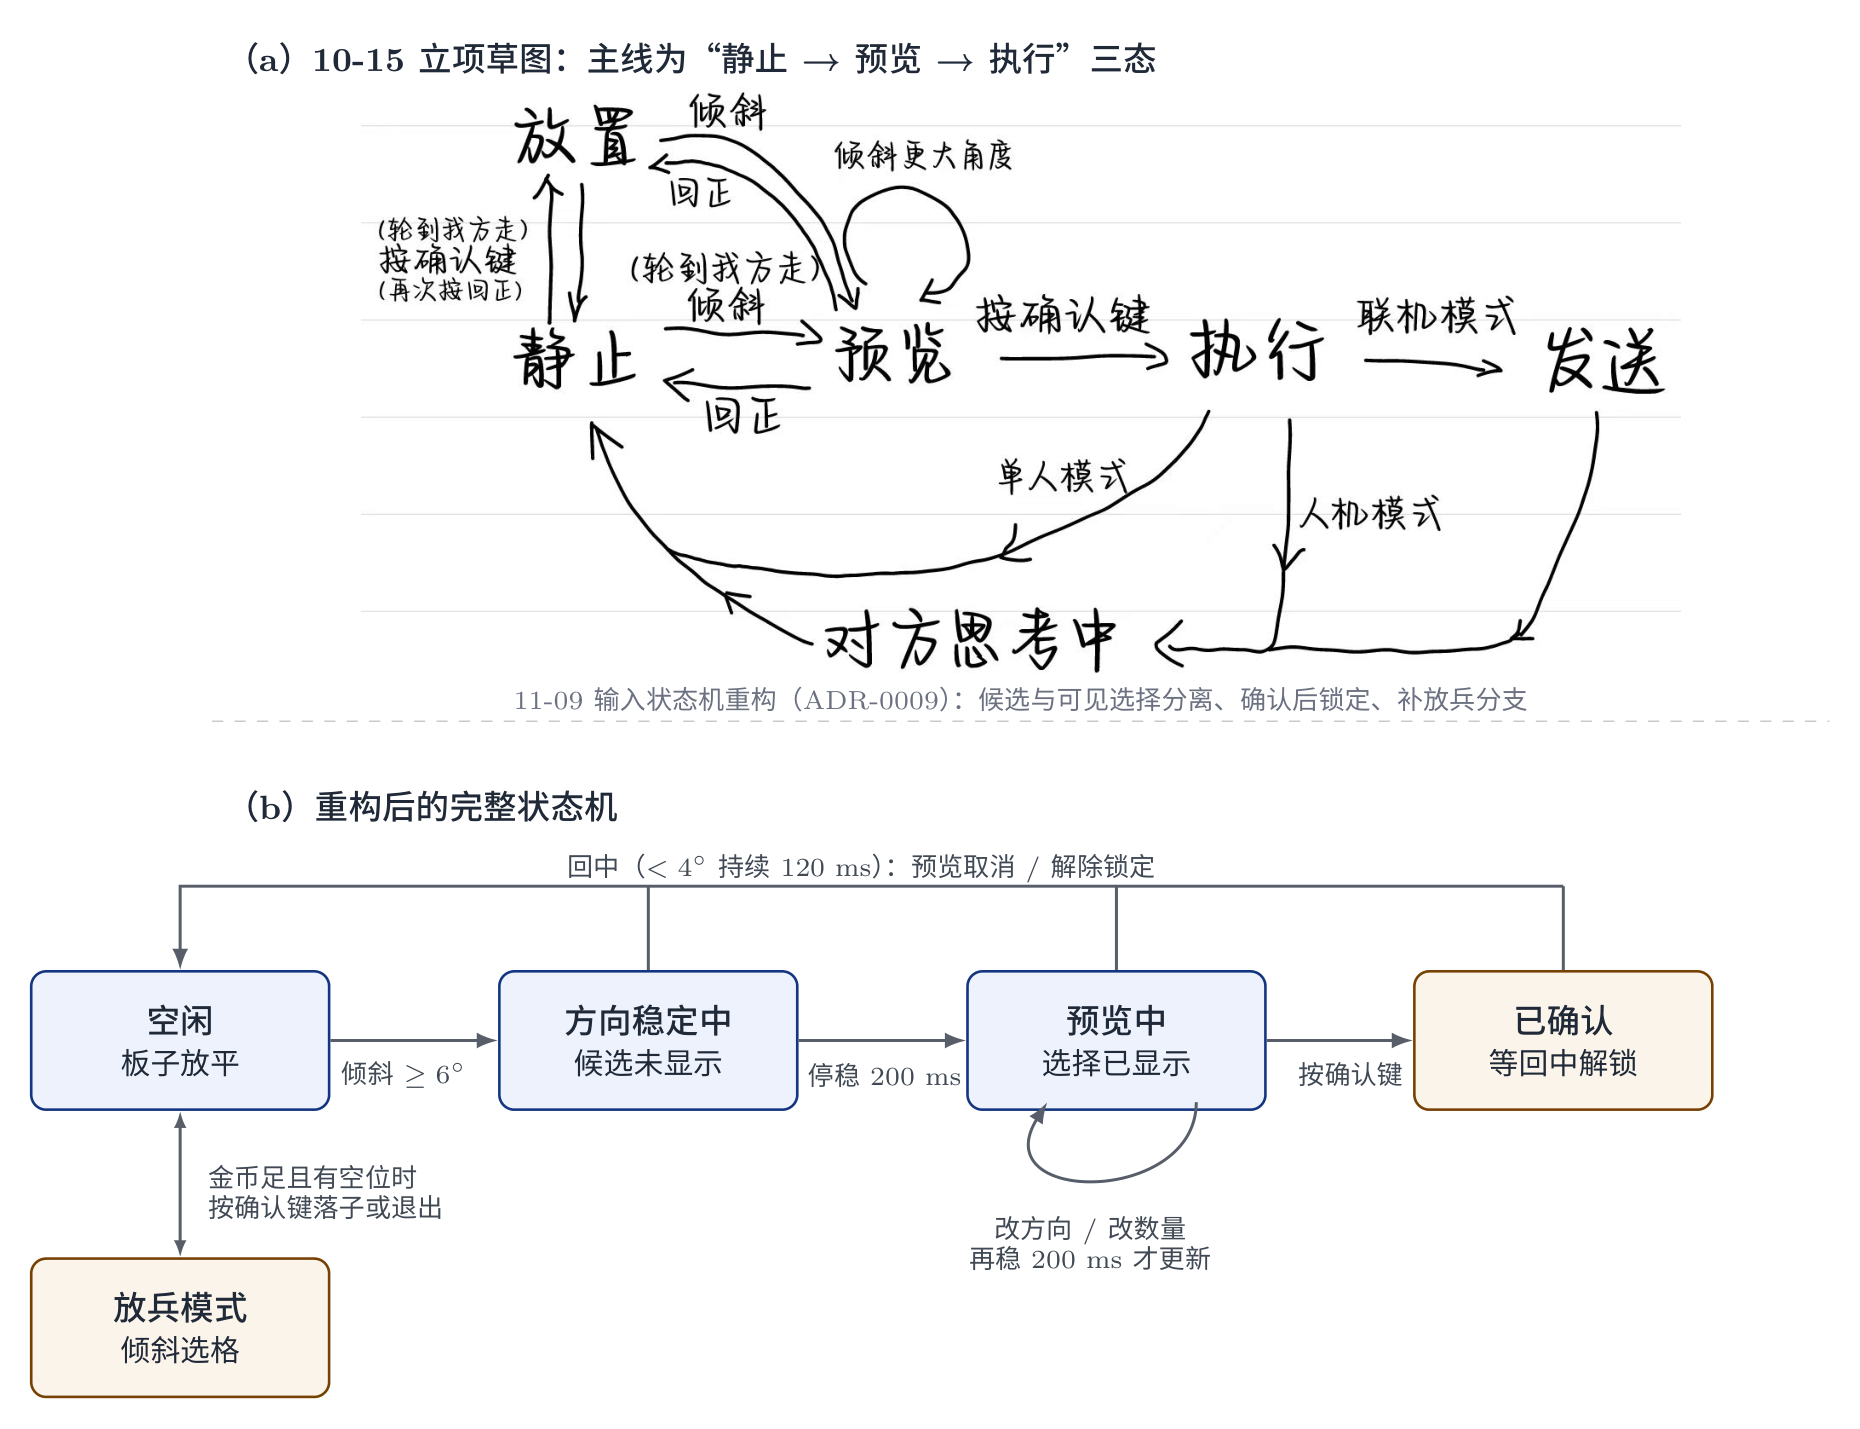 （a）10-15 立项草图：主线为“静止 → 预览 → 执行”三态
放置
倾斜
回正
倾斜更大角度
(轮到我方走)
按确认键
(再次按回正)
(轮到我方走)
倾斜
静止
预览
按确认键
执行
联机模式
发送
回正
单人模式
人机模式
对方思考中
11-09 输入状态机重构（ADR-0009）：候选与可见选择分离、确认后锁定、补放兵分支
（b）重构后的完整状态机
回中（< 4° 持续 120 ms）：预览取消 / 解除锁定
空闲
板子放平
倾斜 ≥ 6°
方向稳定中
候选未显示
停稳 200 ms
预览中
选择已显示
按确认键
已确认
等回中解锁
金币足且有空位时
按确认键落子或退出
改方向 / 改数量
再稳 200 ms 才更新
放兵模式
倾斜选格